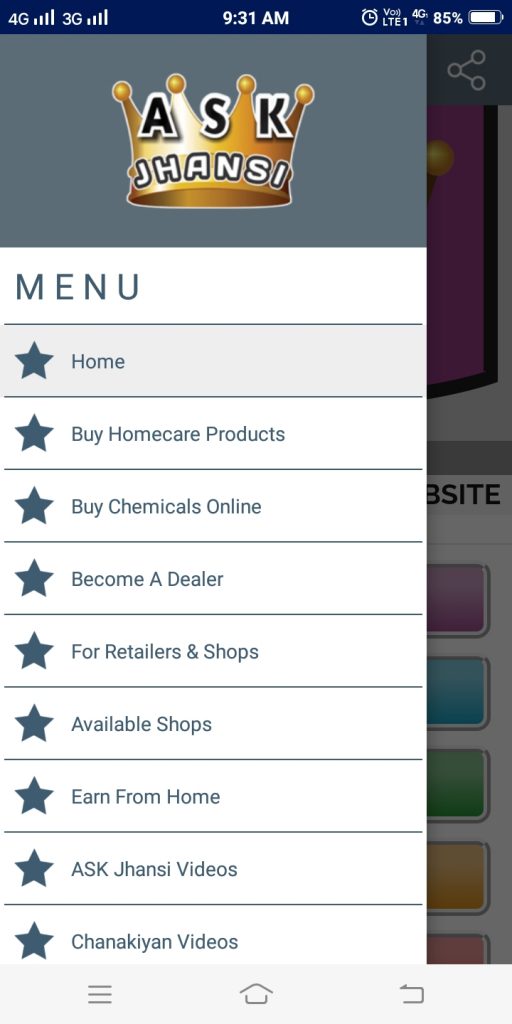 4G 3G 9:31 AM Vo) LTE1 4G 85%
ASK
JHANSI
MENU
Home
Buy Homecare Products
Buy Chemicals Online
Become A Dealer
For Retailers & Shops
Available Shops
Earn From Home
ASK Jhansi Videos
Chanakiyan Videos
BSITE